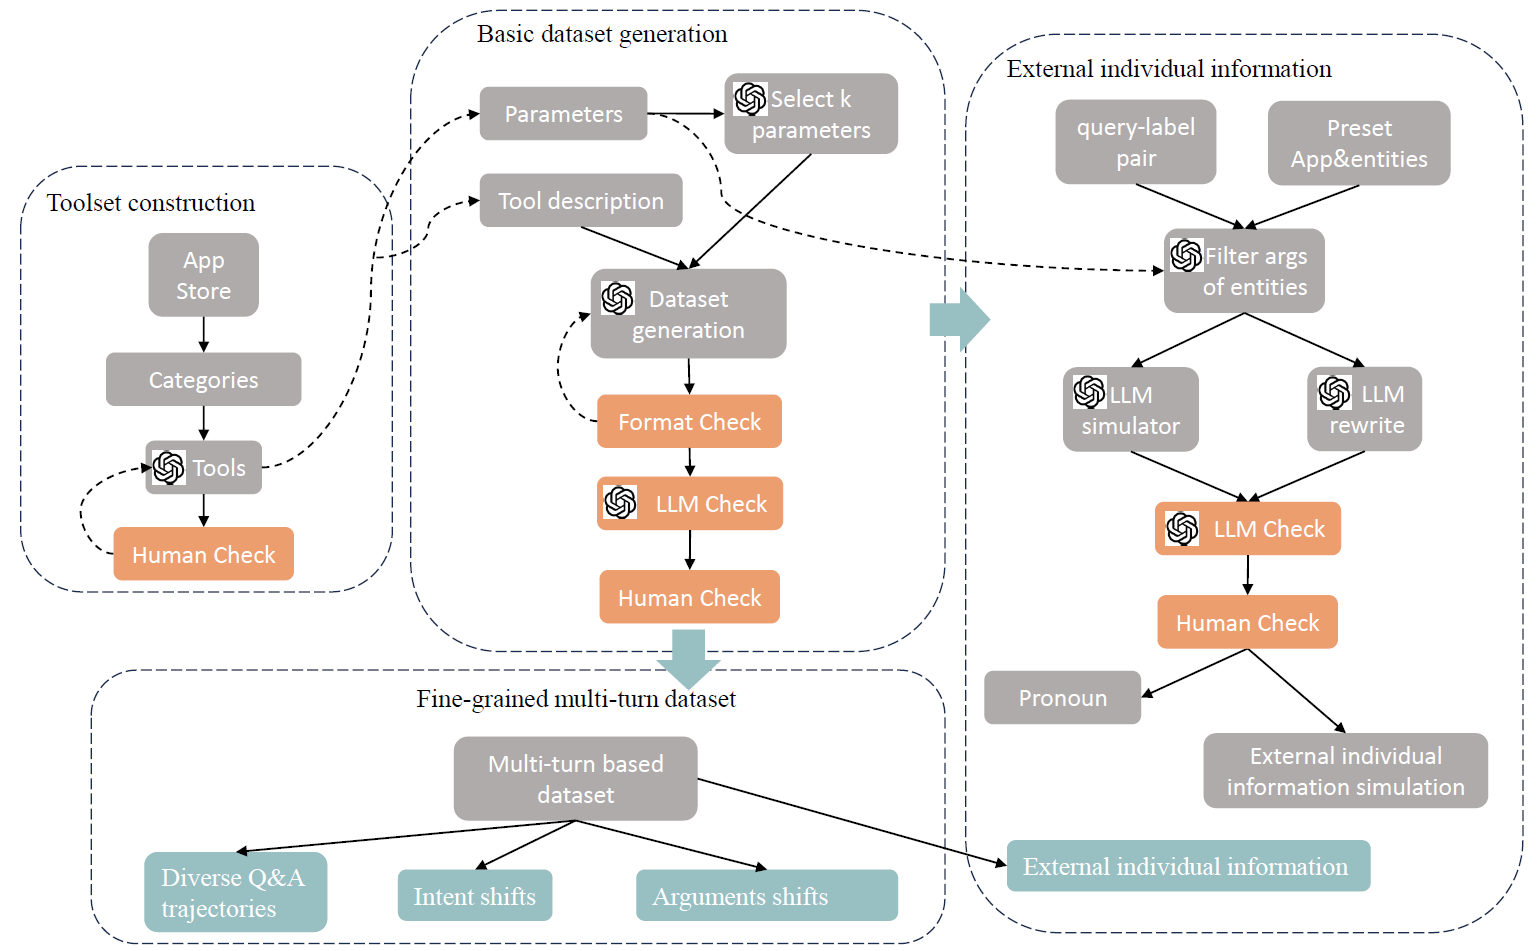 Toolset construction
App
Store
Categories
Tools
Human Check
Basic dataset generation
Parameters
Select k
parameters
Tool description
Dataset
generation
Format Check
LLM Check
Human Check
External individual information
query-label
pair
Preset
App&entities
Filter args
of entities
LLM
simulator
LLM
rewrite
LLM Check
Human Check
Pronoun
External individual
information simulation
External individual information
Fine-grained multi-turn dataset
Multi-turn based
dataset
Diverse Q&A
trajectories
Intent shifts
Arguments shifts